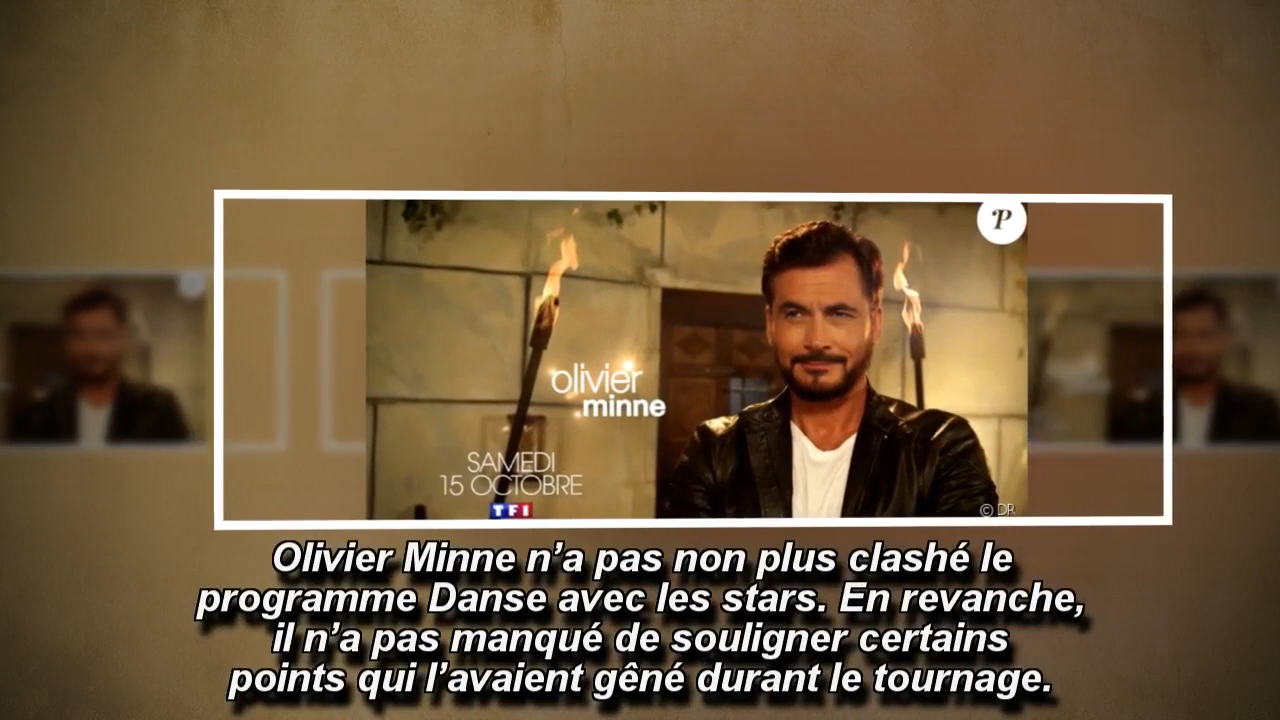 P
olivier
minne
SAMEDI
15 OCTOBRE
TF1
© DR
Olivier Minne n’a pas non plus clashé le
programme Danse avec les stars. En revanche,
il n’a pas manqué de souligner certains
points qui l’avaient gêné durant le tournage.